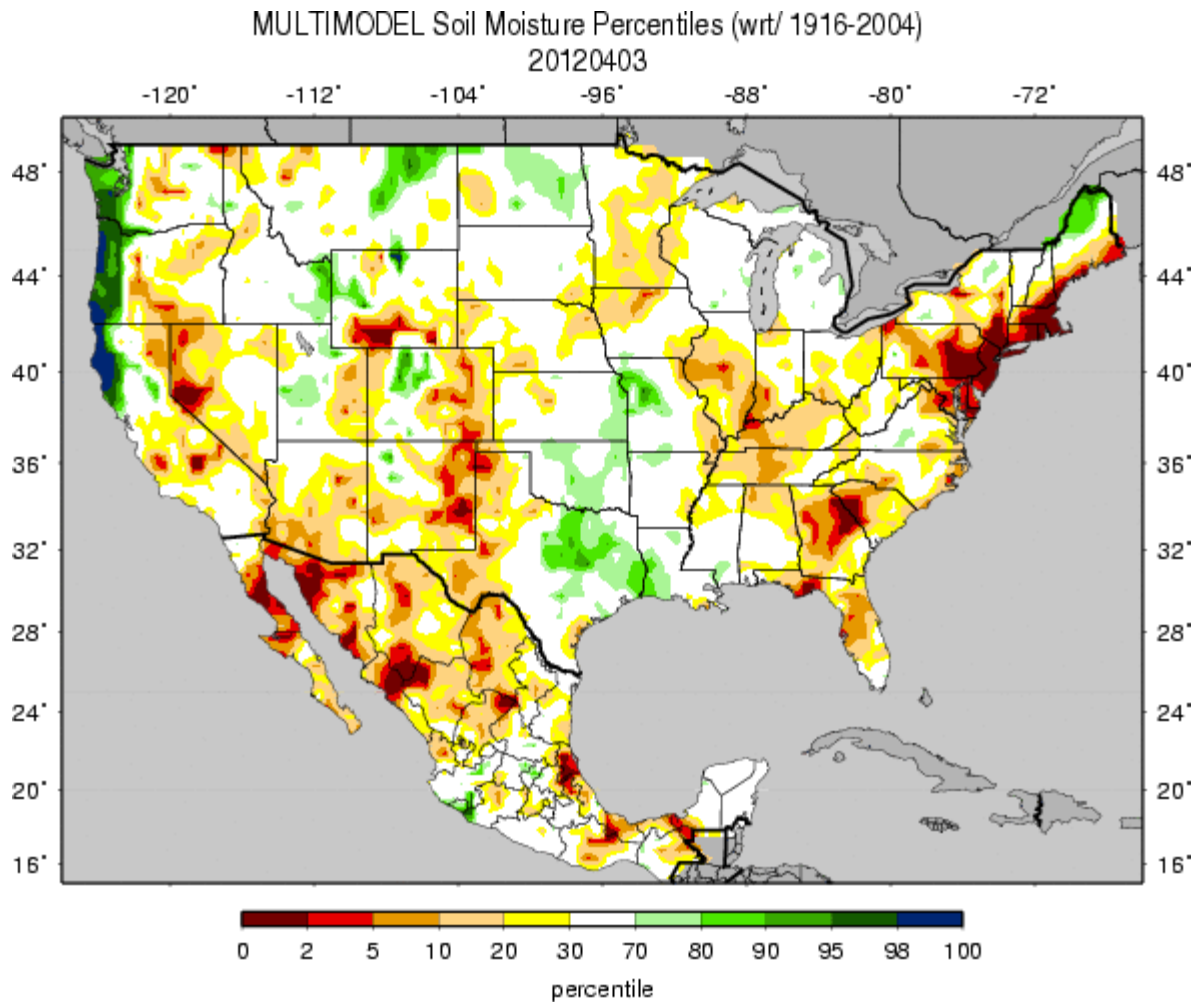 MULTIMODEL Soil Moisture Percentiles (wrt/ 1916-2004)
20120403
-120° -112° -104° -96° -88° -80° -72°
48° 48°
44° 44°
40° 40°
36° 36°
32° 32°
28° 28°
24° 24°
20° 20°
16° 16°
0 2 5 10 20 30 70 80 90 95 98 100
percentile